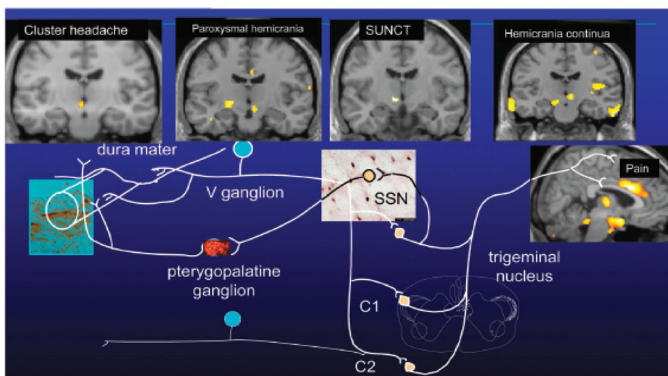 Cluster headache
Paroxysmal hemicrania
SUNCT
Hemicrania continua
dura mater
V ganglion
SSN
Pain
pterygopalatine
ganglion
trigeminal
nucleus
C1
C2